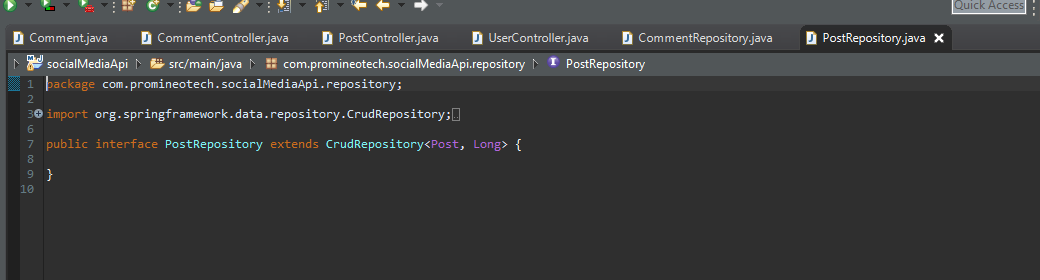 Quick Access
Comment.java
CommentController.java
PostController.java
UserController.java
CommentRepository.java
PostRepository.java
socialMediaApi
src/main/java
com.promineotech.socialMediaApi.repository
PostRepository
1 package com.promineotech.socialMediaApi.repository;
2
3 import org.springframework.data.repository.CrudRepository;
6
7 public interface PostRepository extends CrudRepository<Post, Long> {
8
9 }
10